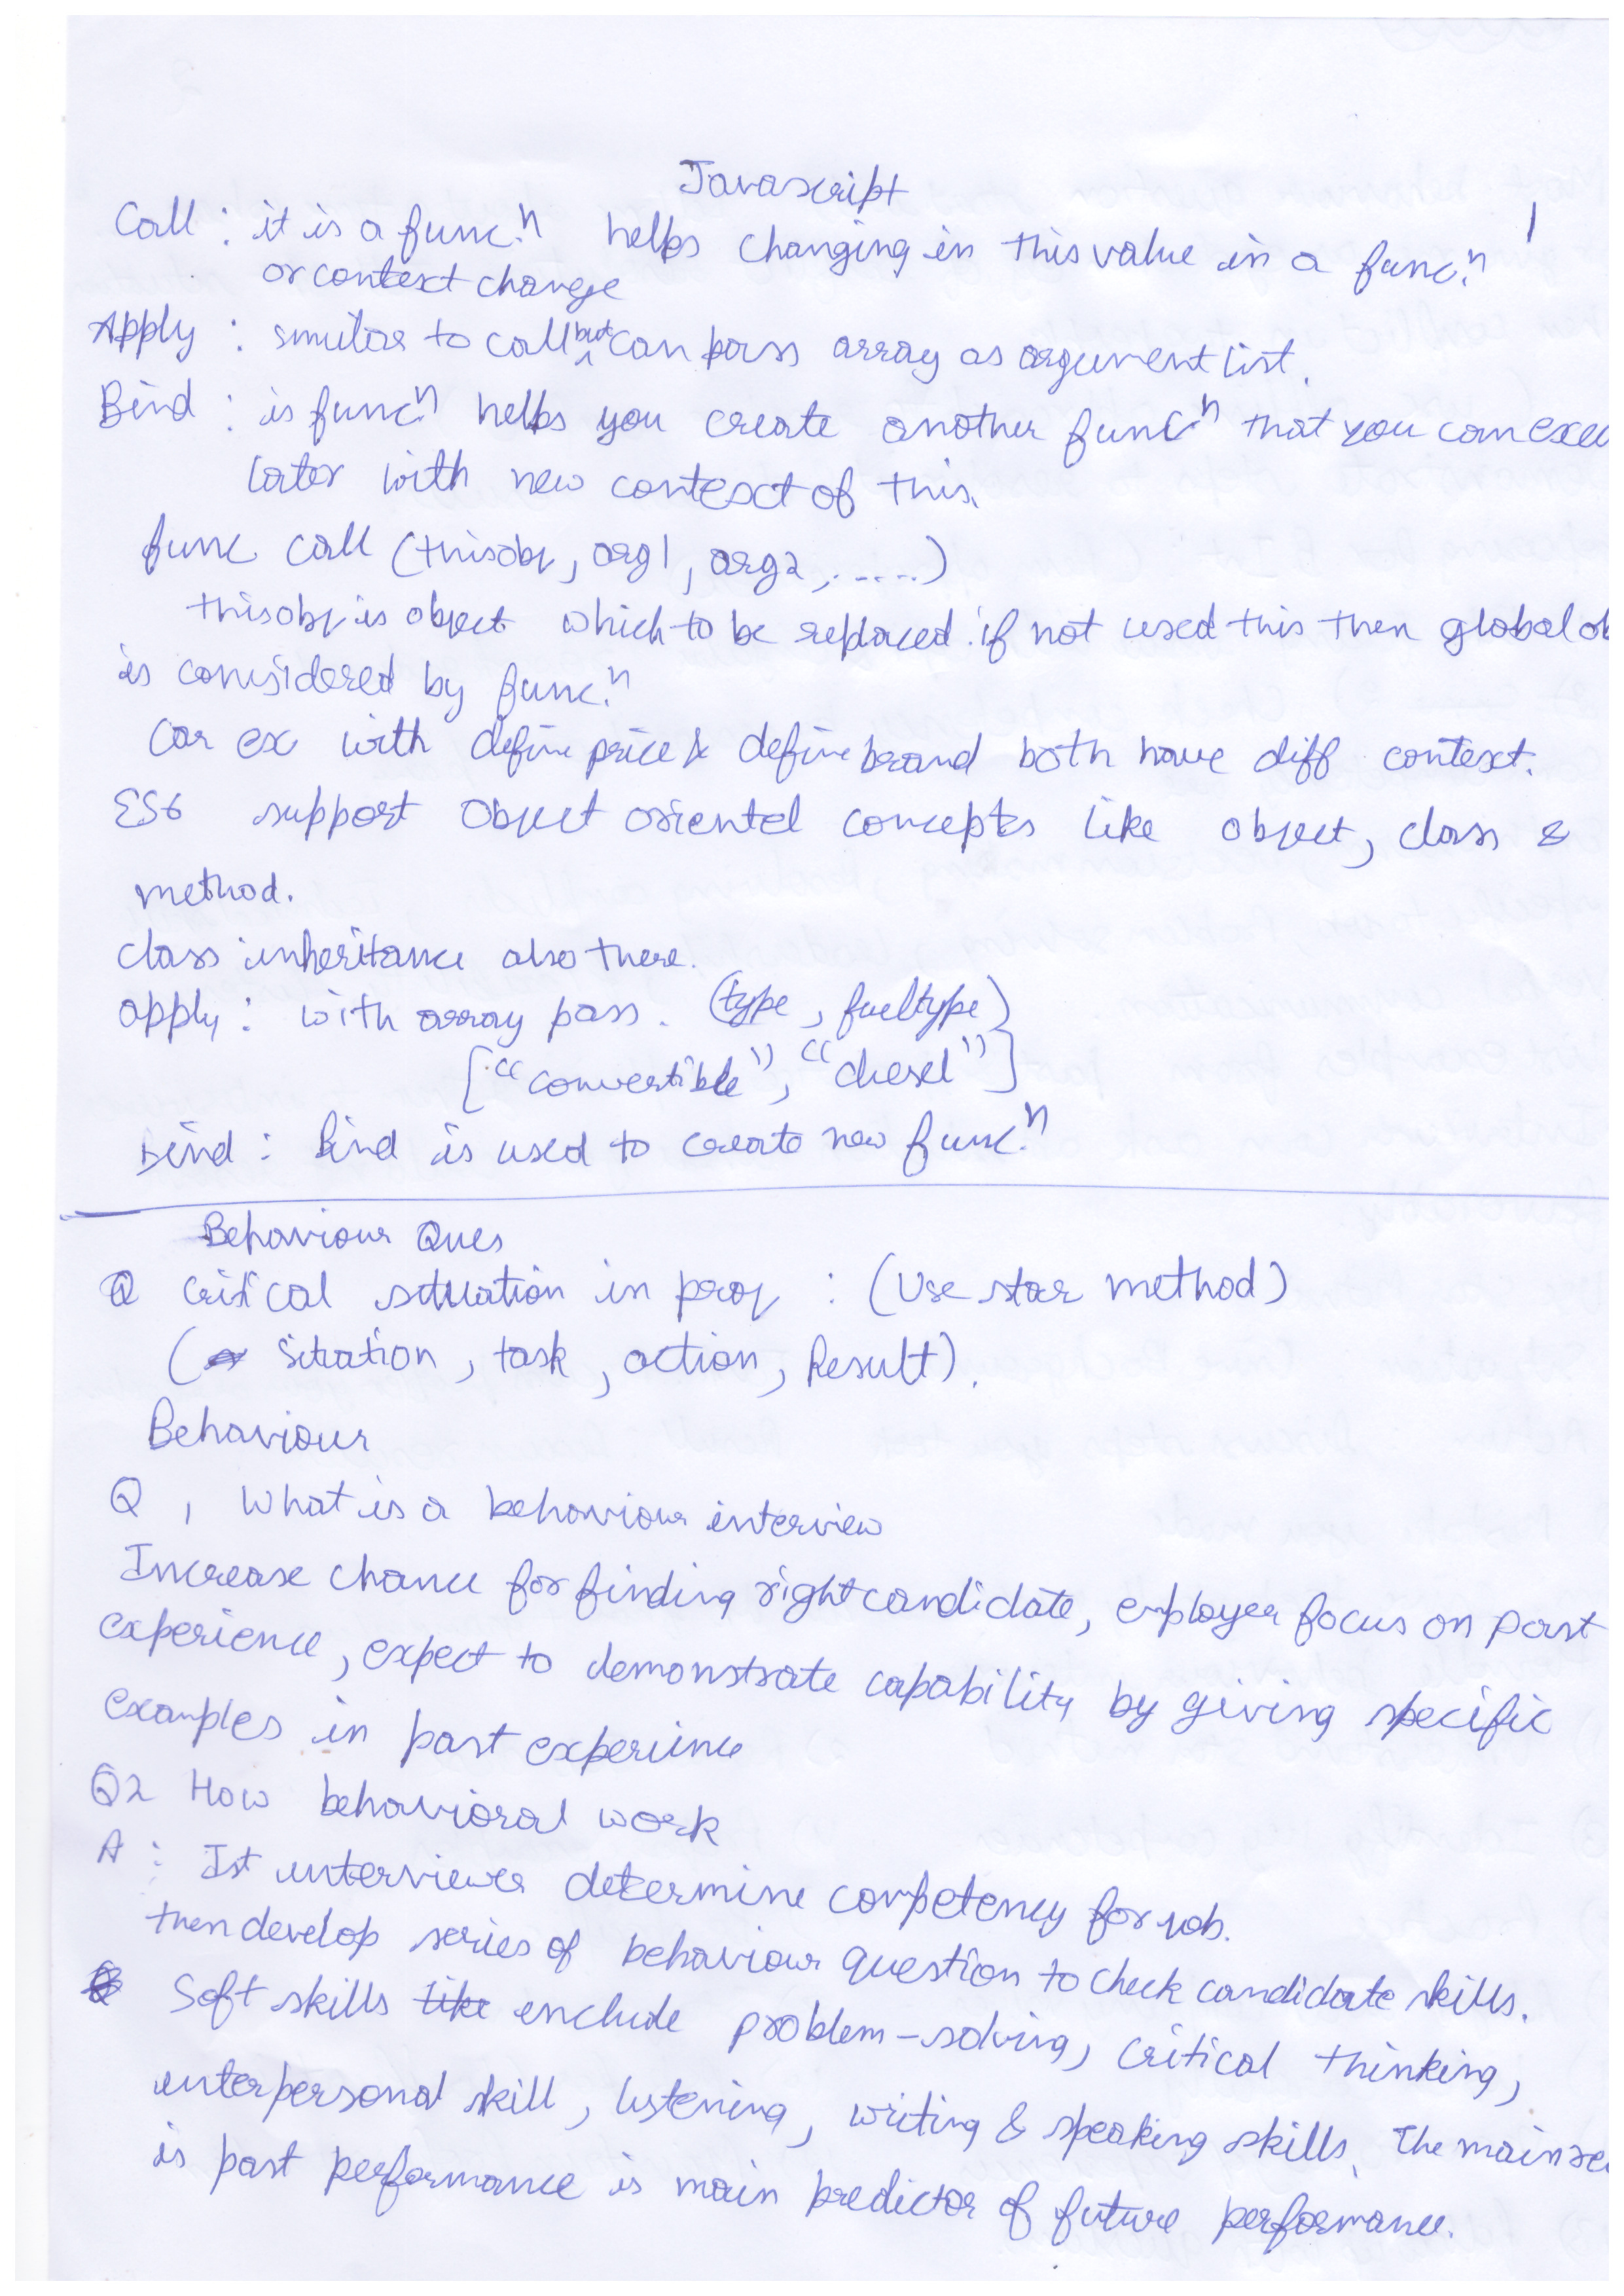 Javascript
1
Call : it is a func.n helps changing in this value in a func.n
or context change
Apply : similar to call but can pass array as argument list.
Bind : is func.n helps you create another func.n that you can exec
later with new context of this.
func call (thisobj, arg1, arg2, .....)
thisobj is object which to be replaced. if not used this then global ob
is considered by func.n
Car ex with define price & define brand both have diff context.
ES6 support Object oriented concepts like object, class &
method.
class inheritance also there.
apply : with array pass. (type, fueltype)
["convertible", "diesel"]
bind : Bind is used to create new func.n
Behaviour Ques
Q critical situation in proj : (Use star method)
(Sitation, task, action, Result).
Behaviour
Q 1 What is a behaviour interview
Increase chance for finding right candidate, employer focus on past
experience, expect to demonstrate capability by giving specific
examples in past experience
Q2 How behavioral work
A : Ist interviewer determine competency for job.
then develop series of behaviour question to check candidate skills.
Soft skills like enclude problem-solving, critical thinking,
interpersonal skill, listening, writing & speaking skills. The main re
is past performance is main predictor of future performance.